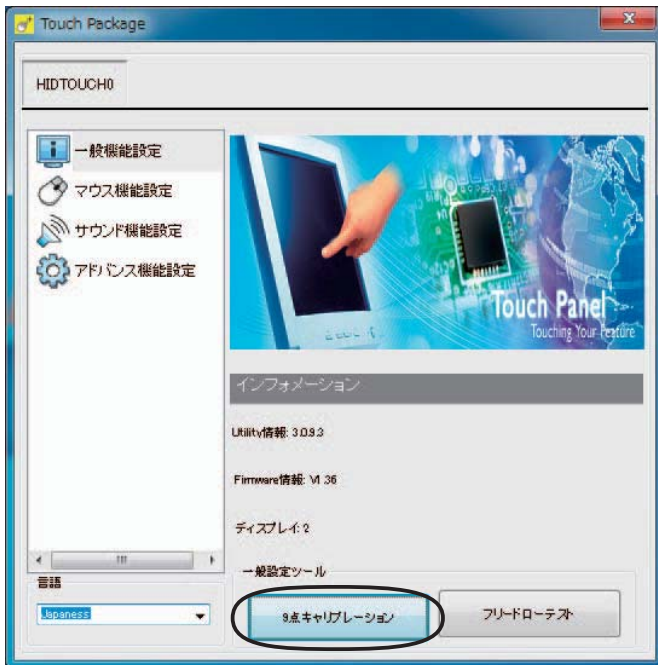 Touch Package
HIDTOUCH0
一般機能設定
マウス機能設定
サウンド機能設定
アドバンス機能設定
Touch Panel
Touching Your Feature
インフォメーション
Utility情報: 3.0.9.3
Firmware情報: V1.36
ディスプレイ: 2
言語
Japaness
一般設定ツール
9点キャリブレーション
フリードローテスト